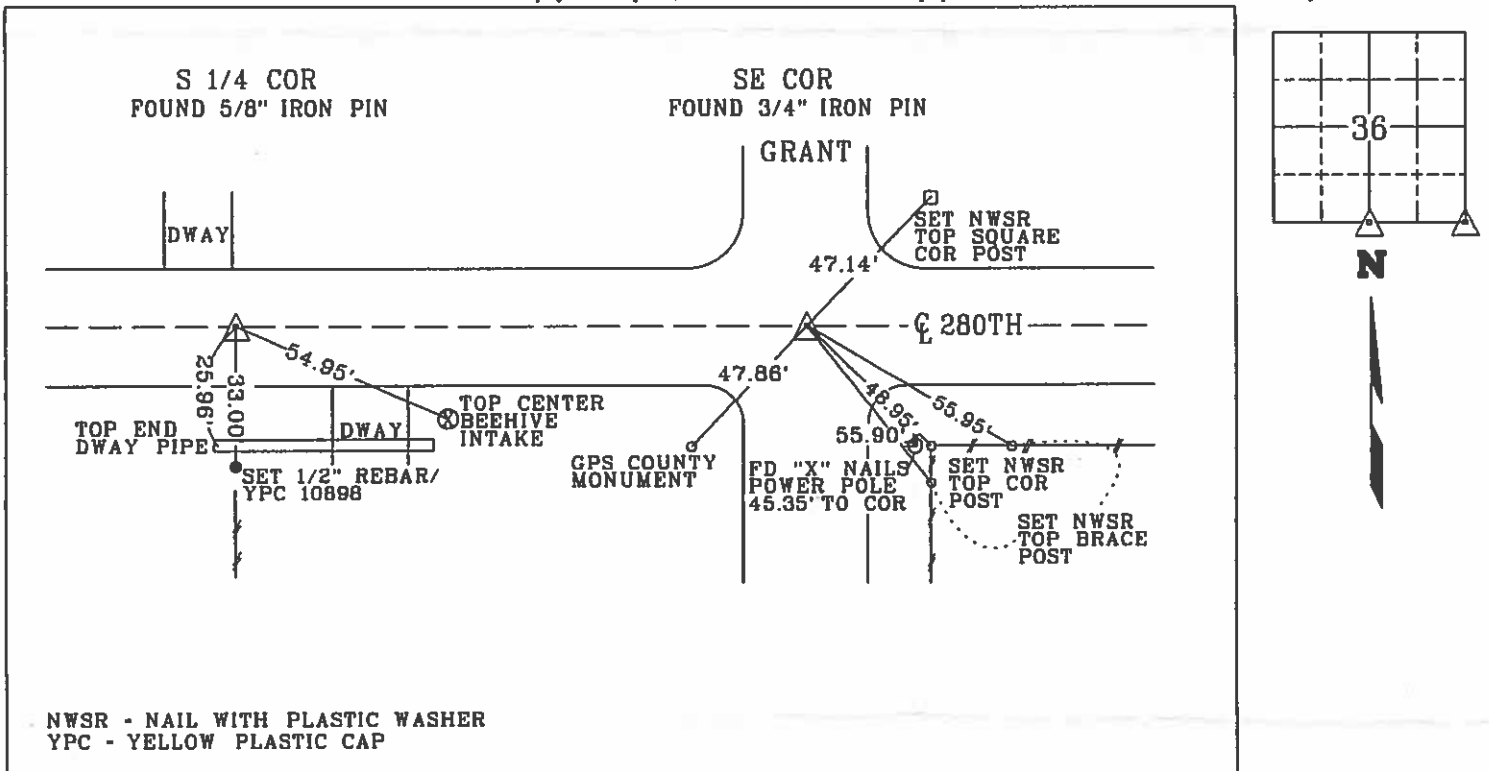 S 1/4 COR
FOUND 5/8" IRON PIN
SE COR
FOUND 3/4" IRON PIN
GRANT
36
N
DWAY
SET NWSR
TOP SQUARE
COR POST
47.14'
℄ 280TH
54.95'
25.96'
33.00'
47.86'
48.95'
55.95'
55.90'
TOP CENTER
BEEHIVE
INTAKE
TOP END
DWAY PIPE
DWAY
SET 1/2" REBAR/
YPC 10898
GPS COUNTY
MONUMENT
FD "X" NAILS
POWER POLE
45.35' TO COR
SET NWSR
TOP COR
POST
SET NWSR
TOP BRACE
POST
NWSR - NAIL WITH PLASTIC WASHER
YPC - YELLOW PLASTIC CAP